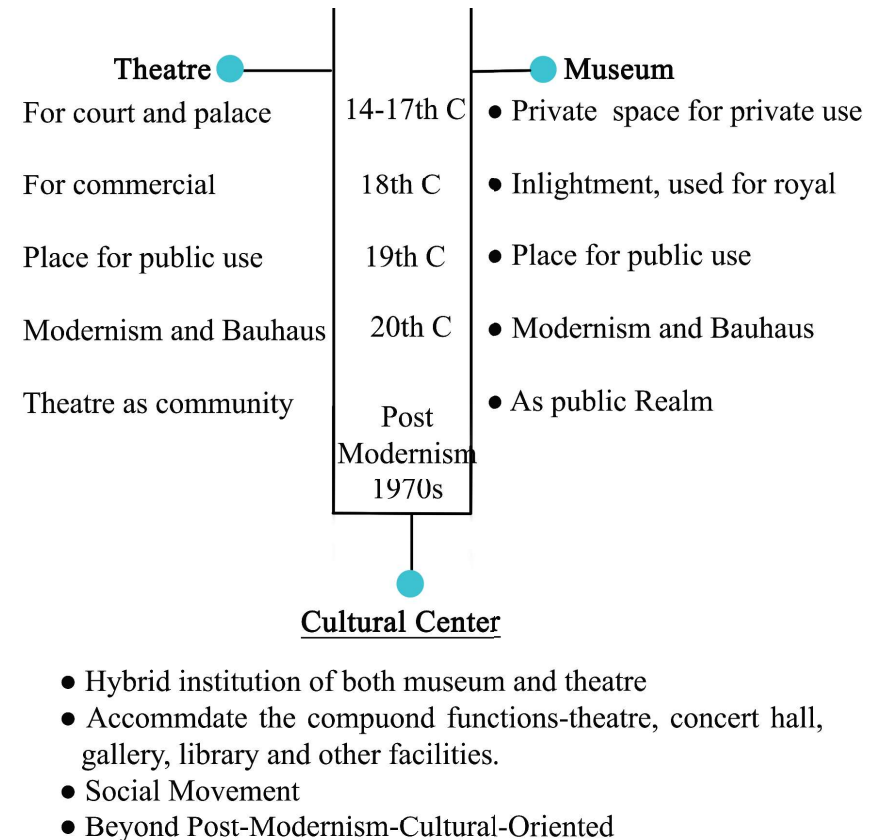 Theatre Museum
For court and palace 14-17th C ● Private space for private use
For commercial 18th C ● Inlightment, used for royal
Place for public use 19th C ● Place for public use
Modernism and Bauhaus 20th C ● Modernism and Bauhaus
Theatre as community ● As public Realm
Post
Modernism
1970s
Cultural Center
● Hybrid institution of both museum and theatre
● Accommdate the compuond functions-theatre, concert hall,
gallery, library and other facilities.
● Social Movement
● Beyond Post-Modernism-Cultural-Oriented